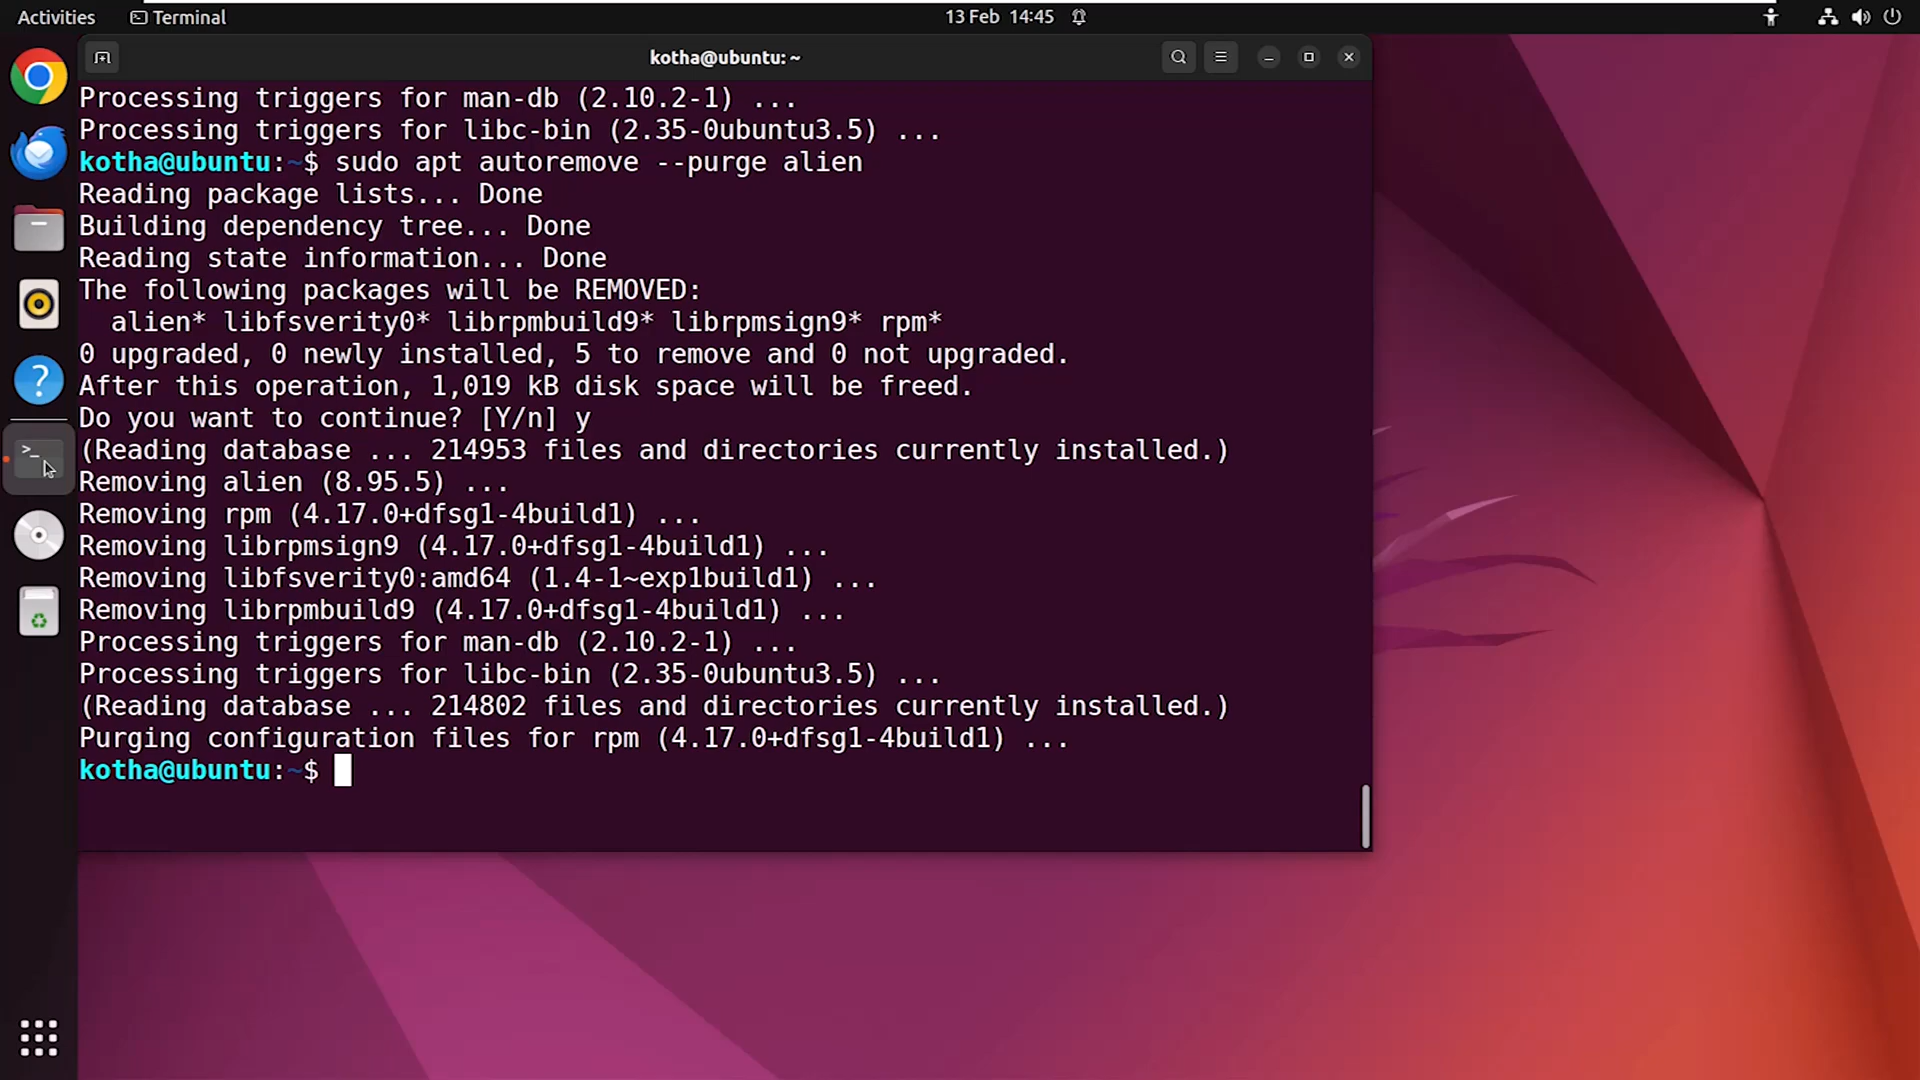 Activities Terminal 13 Feb 14:45
kotha@ubuntu: ~
Processing triggers for man-db (2.10.2-1) ...
Processing triggers for libc-bin (2.35-0ubuntu3.5) ...
kotha@ubuntu:~$ sudo apt autoremove --purge alien
Reading package lists... Done
Building dependency tree... Done
Reading state information... Done
The following packages will be REMOVED:
  alien* libfsverity0* librpmbuild9* librpmsign9* rpm*
0 upgraded, 0 newly installed, 5 to remove and 0 not upgraded.
After this operation, 1,019 kB disk space will be freed.
Do you want to continue? [Y/n] y
(Reading database ... 214953 files and directories currently installed.)
Removing alien (8.95.5) ...
Removing rpm (4.17.0+dfsg1-4build1) ...
Removing librpmsign9 (4.17.0+dfsg1-4build1) ...
Removing libfsverity0:amd64 (1.4-1~exp1build1) ...
Removing librpmbuild9 (4.17.0+dfsg1-4build1) ...
Processing triggers for man-db (2.10.2-1) ...
Processing triggers for libc-bin (2.35-0ubuntu3.5) ...
(Reading database ... 214802 files and directories currently installed.)
Purging configuration files for rpm (4.17.0+dfsg1-4build1) ...
kotha@ubuntu:~$